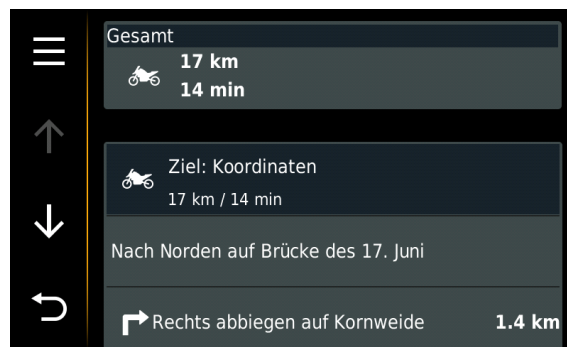 Gesamt
17 km
14 min
Ziel: Koordinaten
17 km / 14 min
Nach Norden auf Brücke des 17. Juni
Rechts abbiegen auf Kornweide 1.4 km